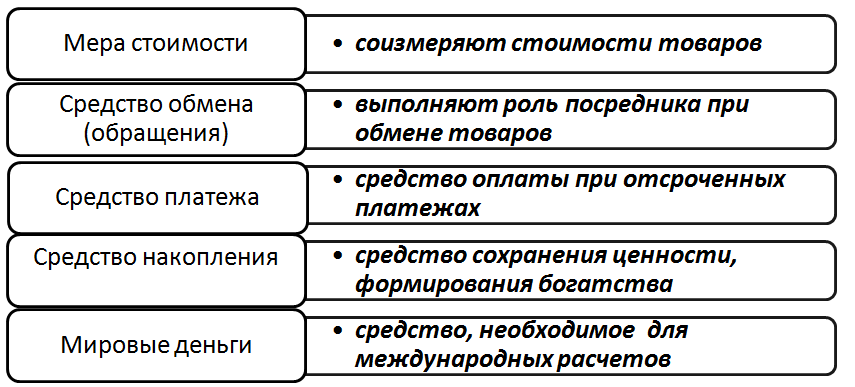 Мера стоимости
• соизмеряют стоимости товаров
Средство обмена
(обращения)
• выполняют роль посредника при
обмене товаров
Средство платежа
• средство оплаты при отсроченных
платежах
Средство накопления
• средство сохранения ценности,
формирования богатства
Мировые деньги
• средство, необходимое для
международных расчетов